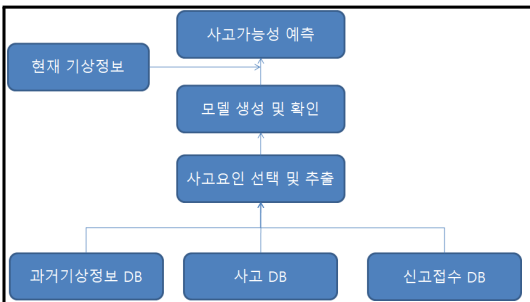 사고가능성 예측
현재 기상정보
모델 생성 및 확인
사고요인 선택 및 추출
과거기상정보 DB
사고 DB
신고접수 DB